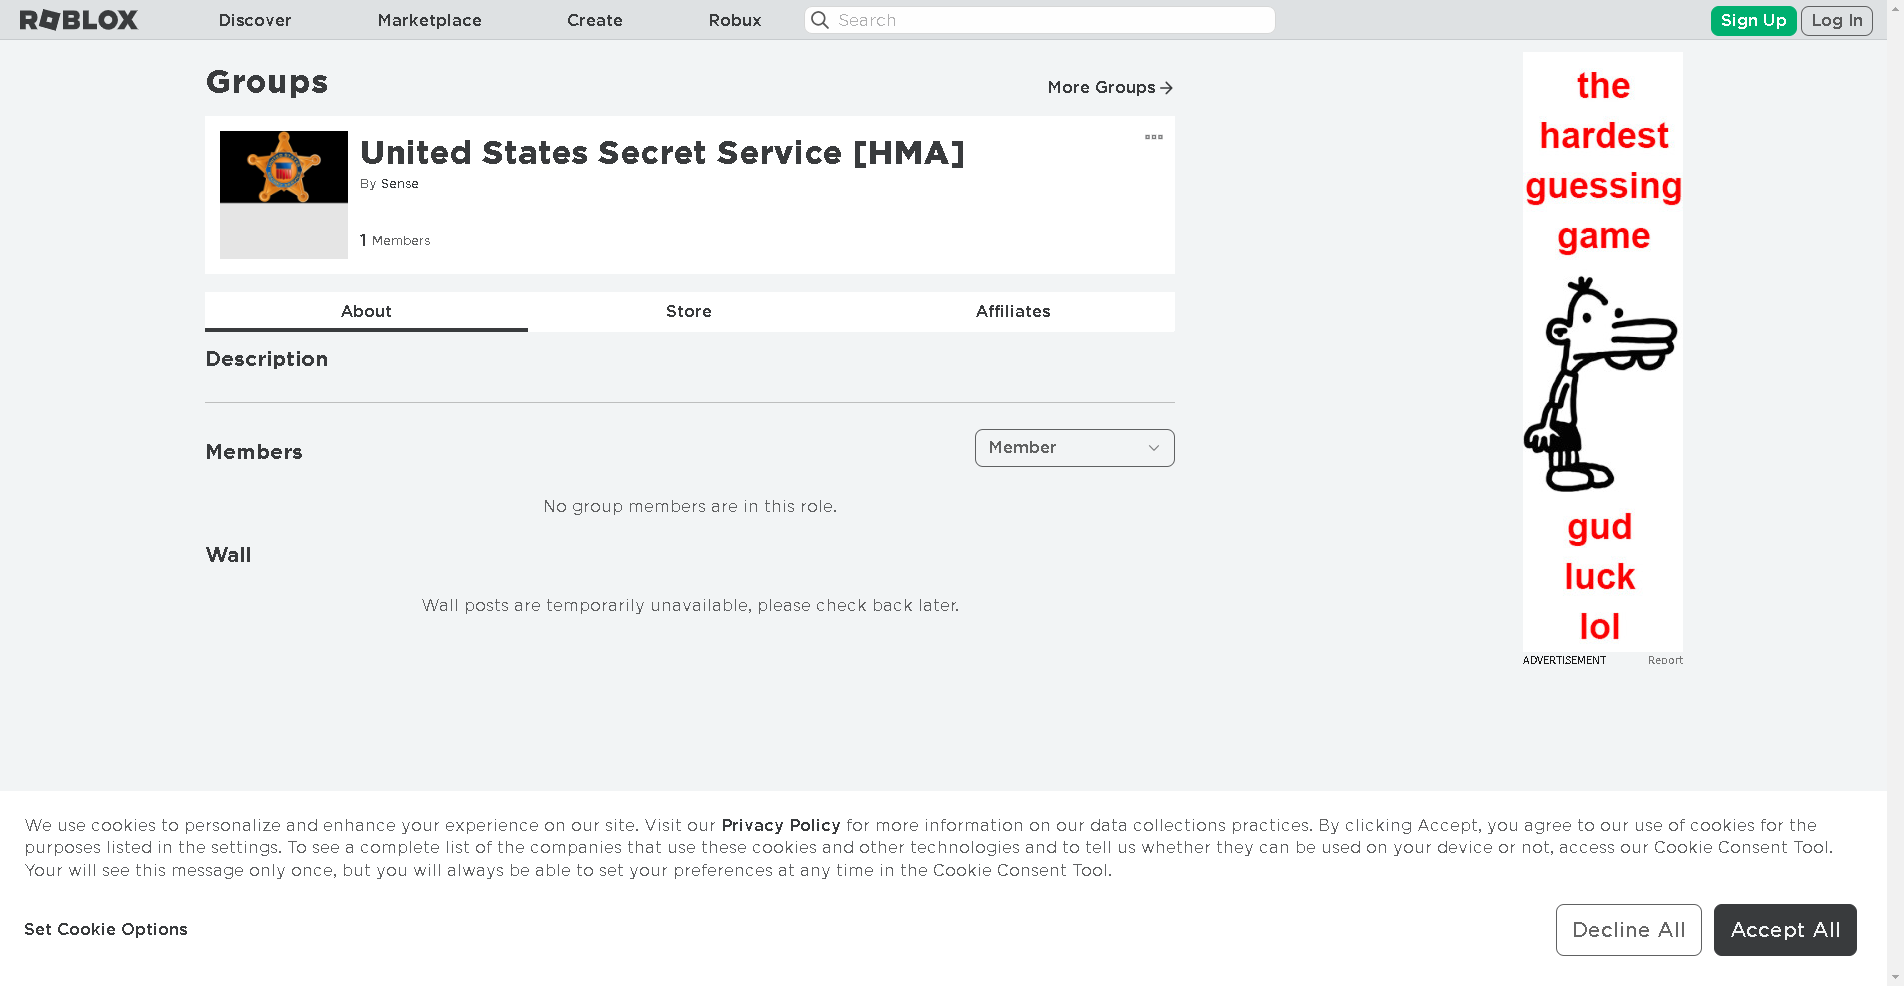 ROBLOX Discover Marketplace Create Robux Search Sign Up Log In
Groups
More Groups
United States Secret Service [HMA]
By Sense
1 Members
About Store Affiliates
Description
Members
Member
No group members are in this role.
Wall
Wall posts are temporarily unavailable, please check back later.
the
hardest
guessing
game
gud
luck
lol
ADVERTISEMENT Report
We use cookies to personalize and enhance your experience on our site. Visit our Privacy Policy for more information on our data collections practices. By clicking Accept, you agree to our use of cookies for the
purposes listed in the settings. To see a complete list of the companies that use these cookies and other technologies and to tell us whether they can be used on your device or not, access our Cookie Consent Tool.
Your will see this message only once, but you will always be able to set your preferences at any time in the Cookie Consent Tool.
Set Cookie Options
Decline All
Accept All